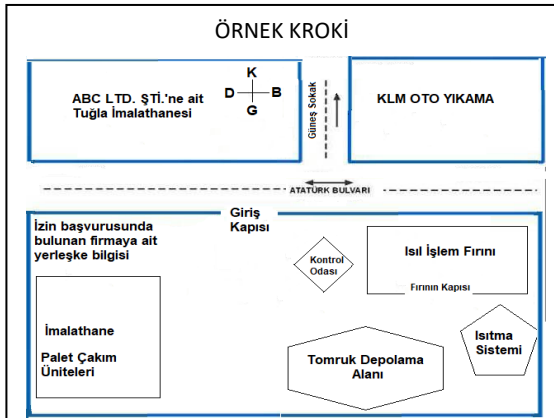 ÖRNEK KROKİ
ABC LTD. ŞTİ.'ne ait
Tuğla İmalathanesi
K
D
B
G
Güneş Sokak
KLM OTO YIKAMA
ATATÜRK BULVARI
Giriş
Kapısı
İzin başvurusunda
bulunan firmaya ait
yerleşke bilgisi
Kontrol
Odası
Isıl İşlem Fırını
Fırının Kapısı
İmalathane
Palet Çakım
Üniteleri
Tomruk Depolama
Alanı
Isıtma
Sistemi